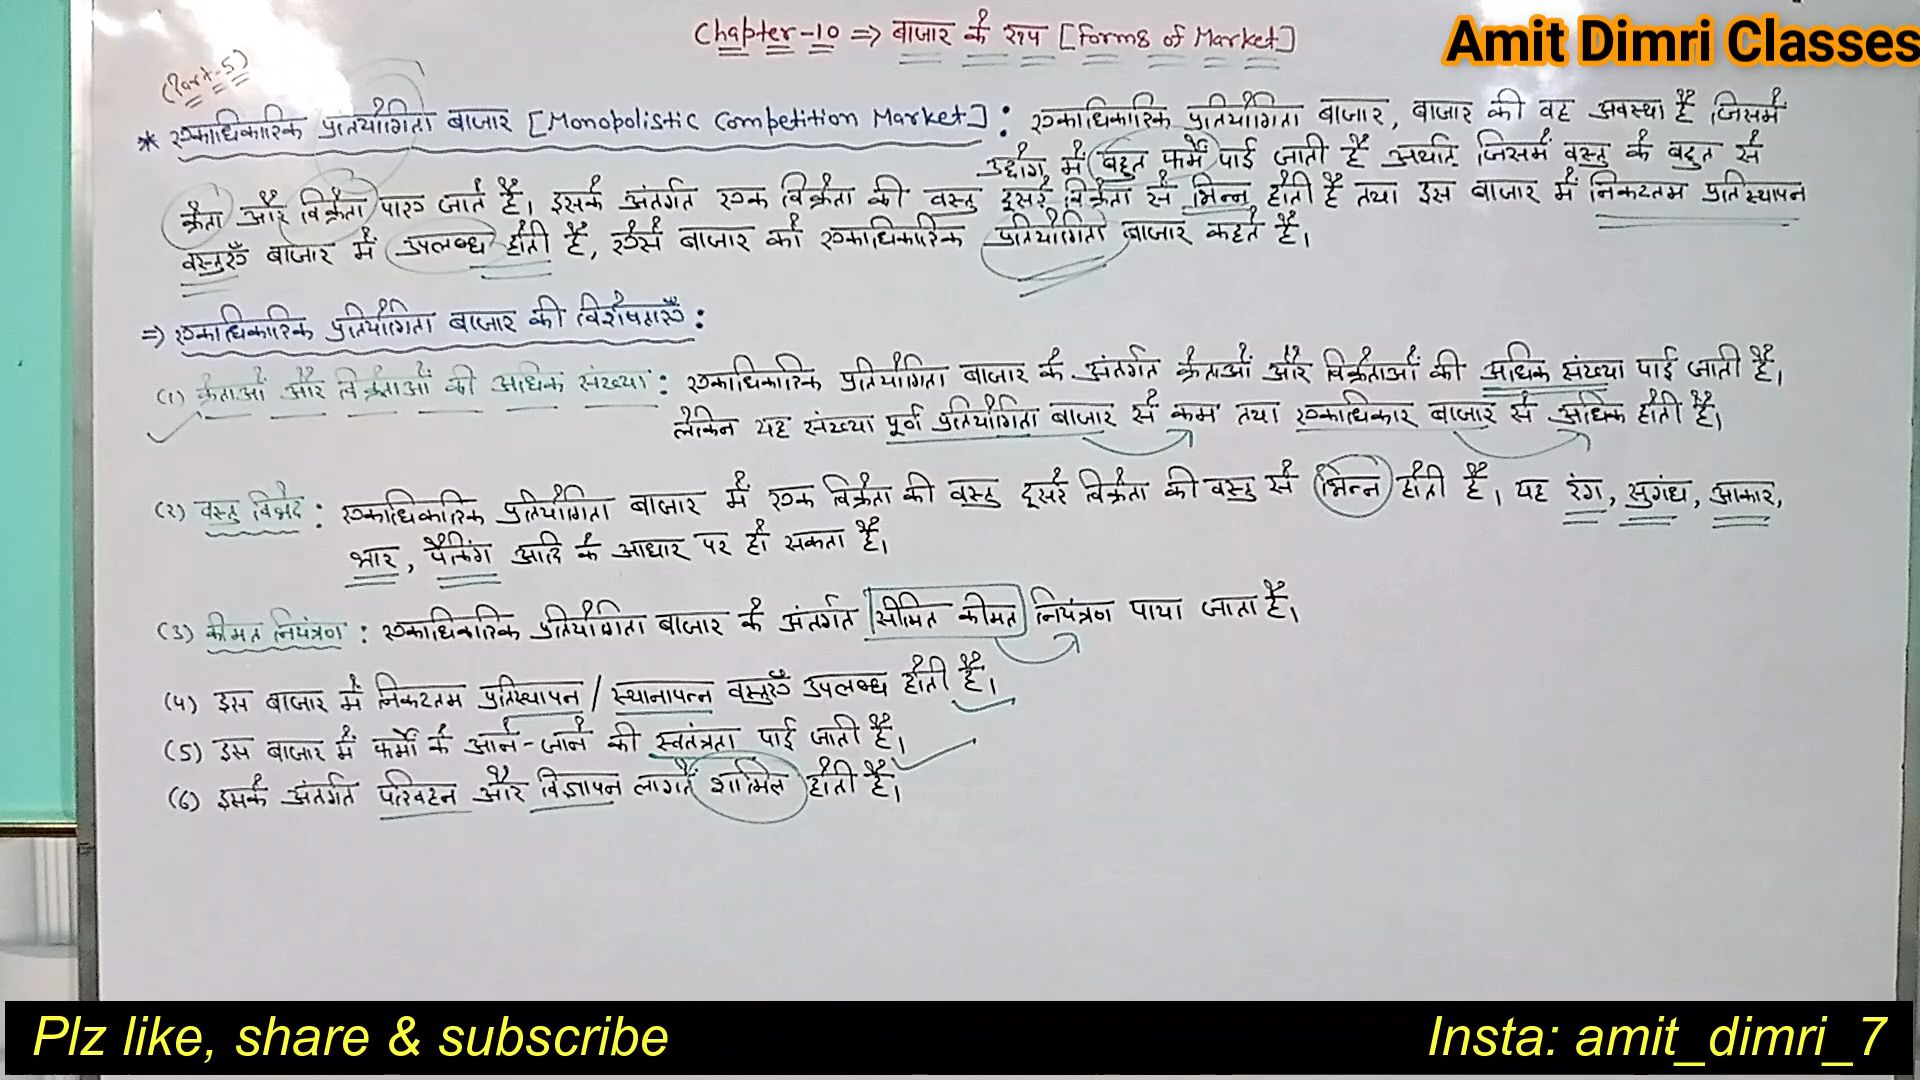 Chapter-10 ⇒ बाजार के रूप [Forms of Market]
Amit Dimri Classes
(Part-5)
* एकाधिकारिक प्रतियोगिता बाजार [Monopolistic Competition Market] : एकाधिकारिक प्रतियोगिता बाजार, बाजार की वह अवस्था है जिसमें
उद्योग में बहुत फर्में पाई जाती है अर्थात जिसमें वस्तु के बहुत से
क्रेता और विक्रेता पाए जाते है। इसके अंतर्गत एक विक्रेता की वस्तु दूसरे विक्रेता से भिन्न होती है तथा इस बाजार में निकटतम प्रतिस्थापन
वस्तुएँ बाजार में उपलब्ध होती है, ऐसे बाजार को एकाधिकारिक प्रतियोगिता बाजार कहते है।
⇒ एकाधिकारिक प्रतियोगिता बाजार की विशेषताएँ :
(1) क्रेताओं और विक्रेताओं की अधिक संख्या : एकाधिकारिक प्रतियोगिता बाजार के अंतर्गत क्रेताओं और विक्रेताओं की अधिक संख्या पाई जाती है।
लेकिन यह संख्या पूर्ण प्रतियोगिता बाजार से कम तथा एकाधिकार बाजार से अधिक होती है।
(2) वस्तु विभेद : एकाधिकारिक प्रतियोगिता बाजार में एक विक्रेता की वस्तु दूसरे विक्रेता की वस्तु से भिन्न होती है। यह रंग, सुगंध, आकार,
भार, पैकिंग आदि के आधार पर हो सकता है।
(3) कीमत नियंत्रण : एकाधिकारिक प्रतियोगिता बाजार के अंतर्गत सीमित कीमत नियंत्रण पाया जाता है।
(4) इस बाजार में निकटतम प्रतिस्थापन / स्थानापन्न वस्तुएँ उपलब्ध होती है।
(5) इस बाजार में फर्मों के आने-जाने की स्वतंत्रता पाई जाती है।
(6) इसके अंतर्गत परिवहन और विज्ञापन लागतें शामिल होती है।
Plz like, share & subscribe
Insta: amit_dimri_7